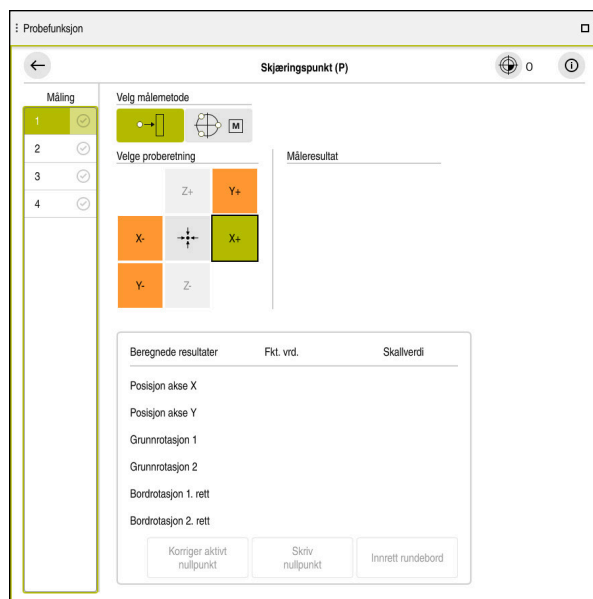 Probefunksjon
Skjæringspunkt (P)
0
Måling
1
2
3
4
Velg målemetode
M
Velge proberetning
Måleresultat
Z+
Y+
X-
X+
Y-
Z-
Beregnede resultater Fkt. vrd. Skallverdi
Posisjon akse X
Posisjon akse Y
Grunnrotasjon 1
Grunnrotasjon 2
Bordrotasjon 1. rett
Bordrotasjon 2. rett
Korriger aktivt
nullpunkt
Skriv
nullpunkt
Innrett rundebord